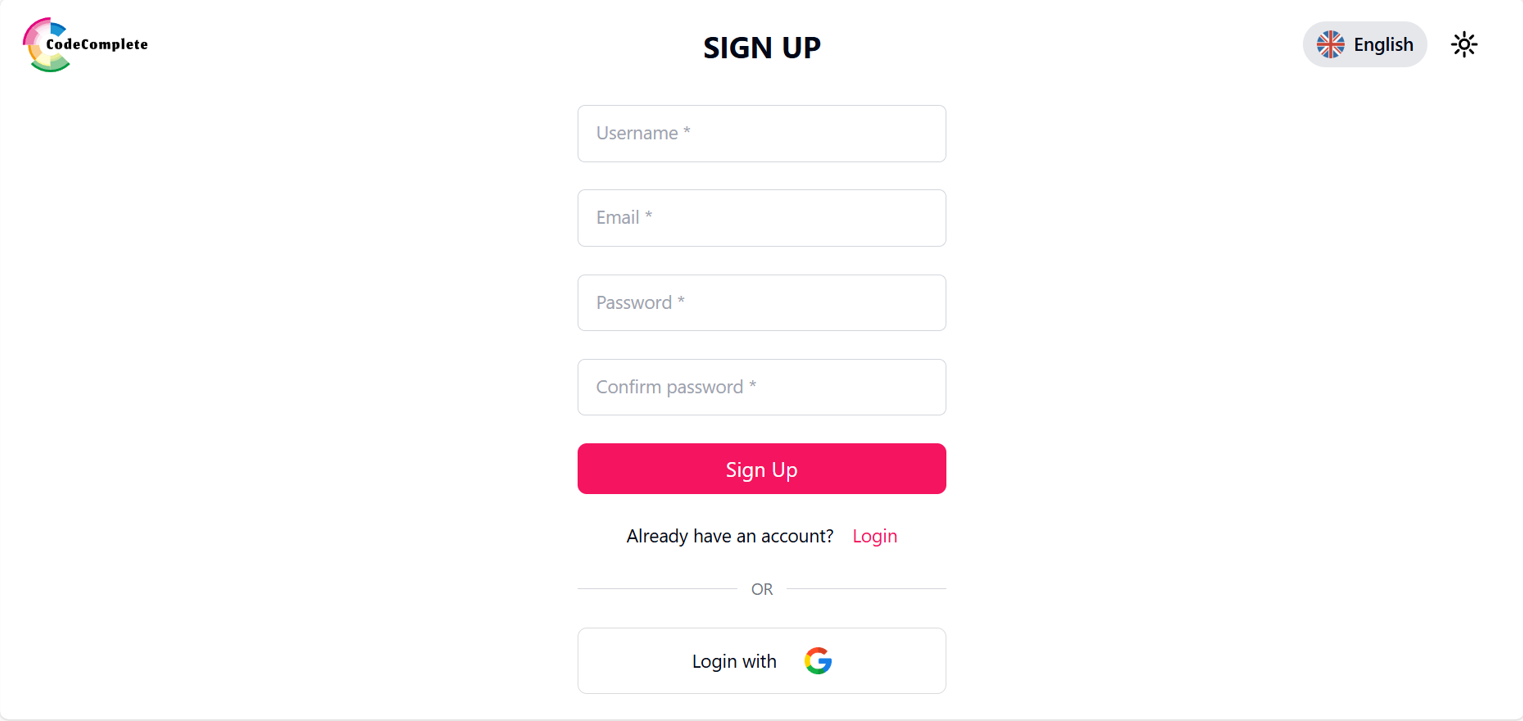 CodeComplete
SIGN UP
English
Username *
Email *
Password *
Confirm password *
Sign Up
Already have an account? Login
OR
Login with